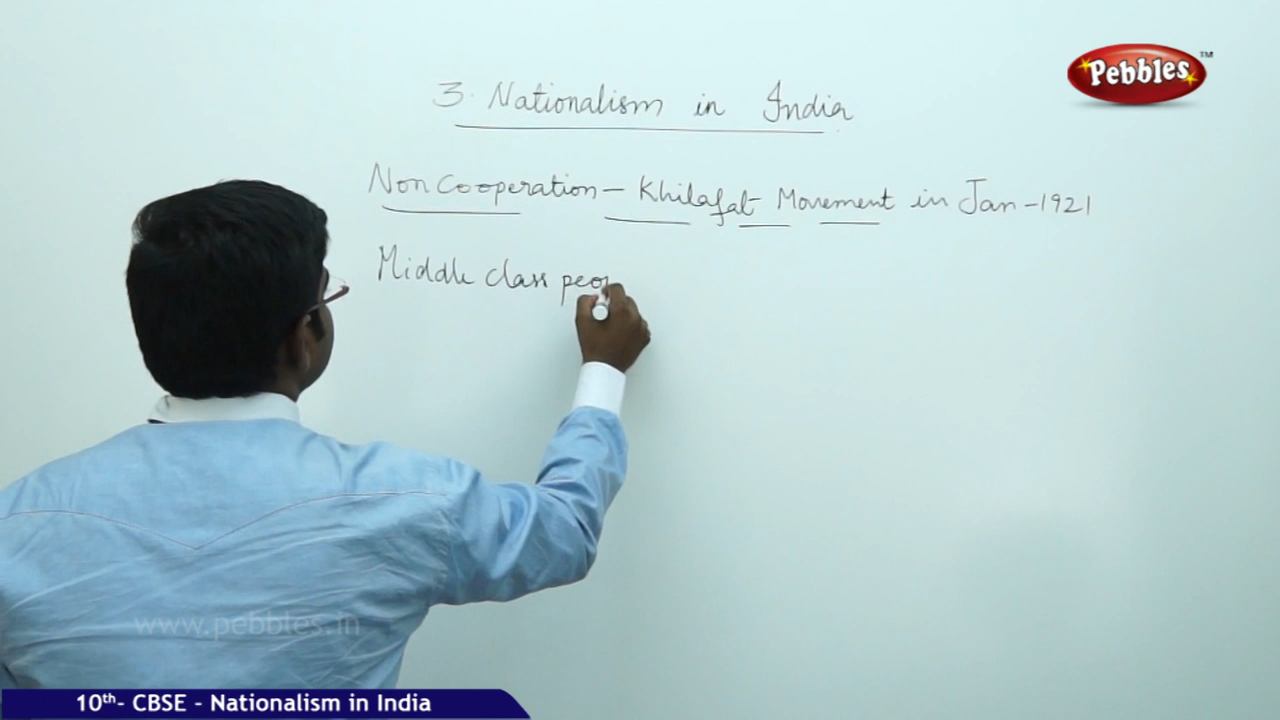 Pebbles™
3. Nationalism in India
Non Cooperation - Khilafat Movement in Jan - 1921
Middle class peo
www.pebbles.in
10th- CBSE - Nationalism in India